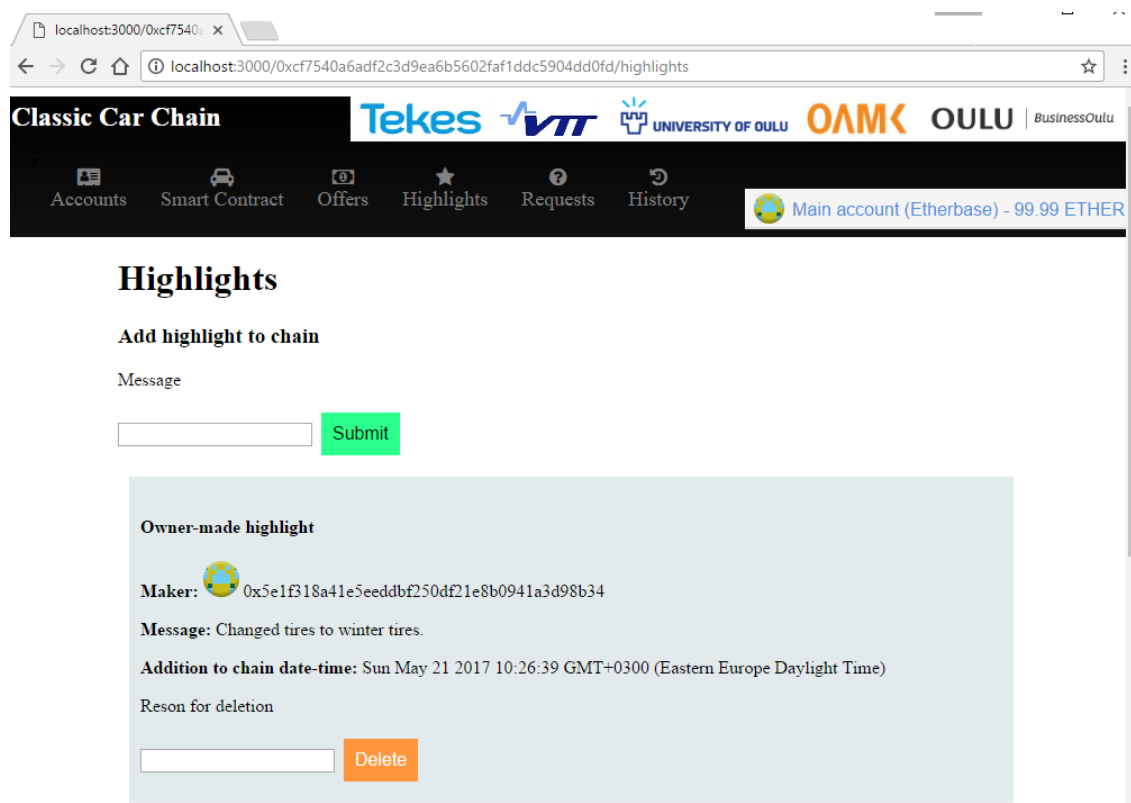 localhost:3000/0xcf7540a
localhost:3000/0xcf7540a6adf2c3d9ea6b5602faf1ddc5904dd0fd/highlights
Classic Car Chain
Tekes VTT UNIVERSITY OF OULU OAMK OULU BusinessOulu
Accounts Smart Contract Offers Highlights Requests History
Main account (Etherbase) - 99.99 ETHER
Highlights
Add highlight to chain
Message
Submit
Owner-made highlight
Maker: 0x5e1f318a41e5eeddbf250df21e8b0941a3d98b34
Message: Changed tires to winter tires.
Addition to chain date-time: Sun May 21 2017 10:26:39 GMT+0300 (Eastern Europe Daylight Time)
Reson for deletion
Delete